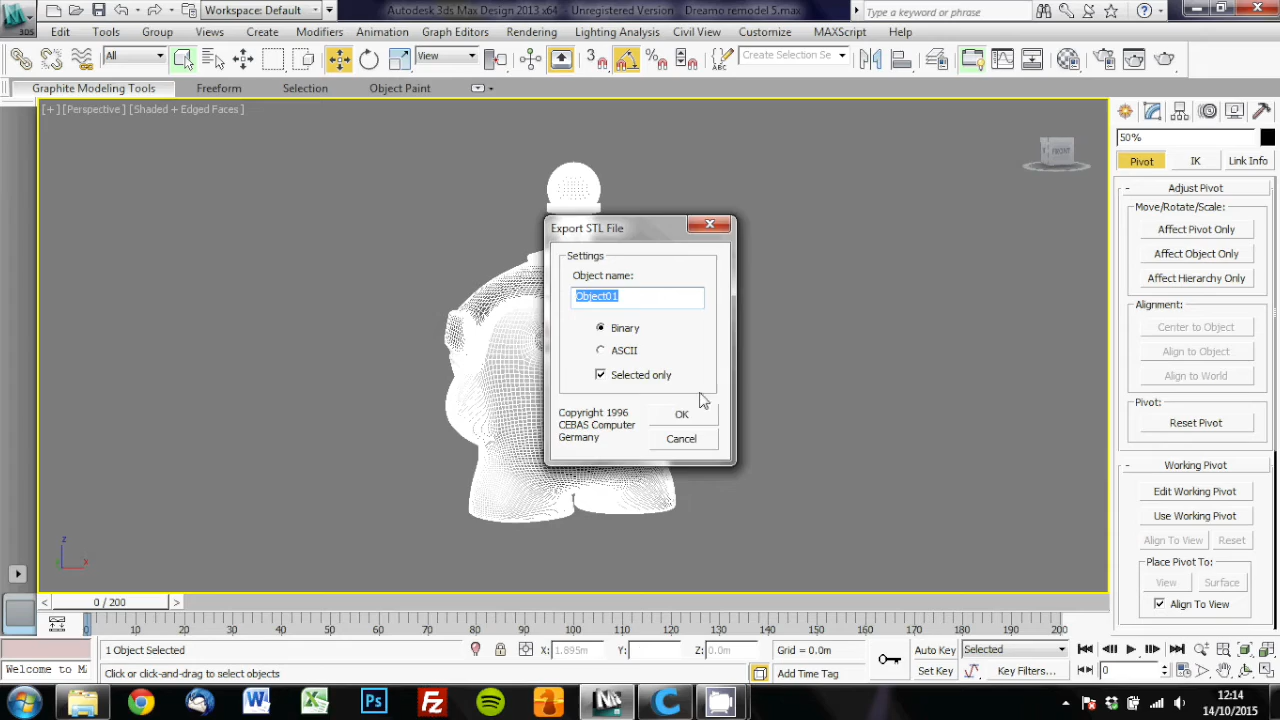 Workspace: Default
Autodesk 3ds Max Design 2013 x64 - Unregistered Version - Dreamo remodel 5.max
Type a keyword or phrase
3DS
Edit Tools Group Views Create Modifiers Animation Graph Editors Rendering Lighting Analysis Civil View Customize MAXScript Help
All
View
Create Selection Se
Graphite Modeling Tools Freeform Selection Object Paint
[+] [Perspective] [Shaded + Edged Faces]
FRONT
50%
Pivot IK Link Info
- Adjust Pivot
Move/Rotate/Scale:
Affect Pivot Only
Affect Object Only
Affect Hierarchy Only
Alignment:
Center to Object
Align to Object
Align to World
Pivot:
Reset Pivot
- Working Pivot
Edit Working Pivot
Use Working Pivot
Align To View Reset
Place Pivot To:
View Surface
Align To View
Export STL File
Settings
Object name:
Object01
Binary
ASCII
Selected only
Copyright 1996
CEBAS Computer
Germany
OK
Cancel
z
x
< 0 / 200 >
0 10 20 30 40 50 60 70 80 90 100 110 120 130 140 150 160 170 180 190 200
1 Object Selected X: 1.895m Y: Z: 0.0m Grid = 0.0m Auto Key Selected
Welcome to M Click or click-and-drag to select objects Add Time Tag Set Key Key Filters... 0
12:14
14/10/2015